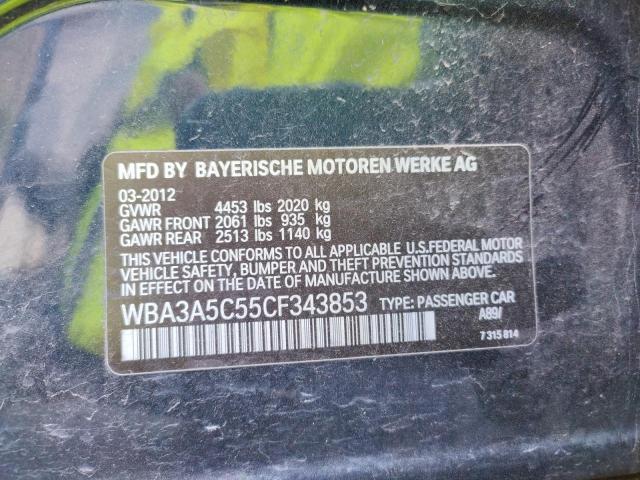 MFD BY BAYERISCHE MOTOREN WERKE AG
03-2012
GVWR 4453 lbs 2020 kg
GAWR FRONT 2061 lbs 935 kg
GAWR REAR 2513 lbs 1140 kg
THIS VEHICLE CONFORMS TO ALL APPLICABLE U.S.FEDERAL MOTOR
VEHICLE SAFETY, BUMPER AND THEFT PREVENTION STANDARDS
IN EFFECT ON THE DATE OF MANUFACTURE SHOWN ABOVE.
WBA3A5C55CF343853 TYPE: PASSENGER CAR
A89/
7 315 814